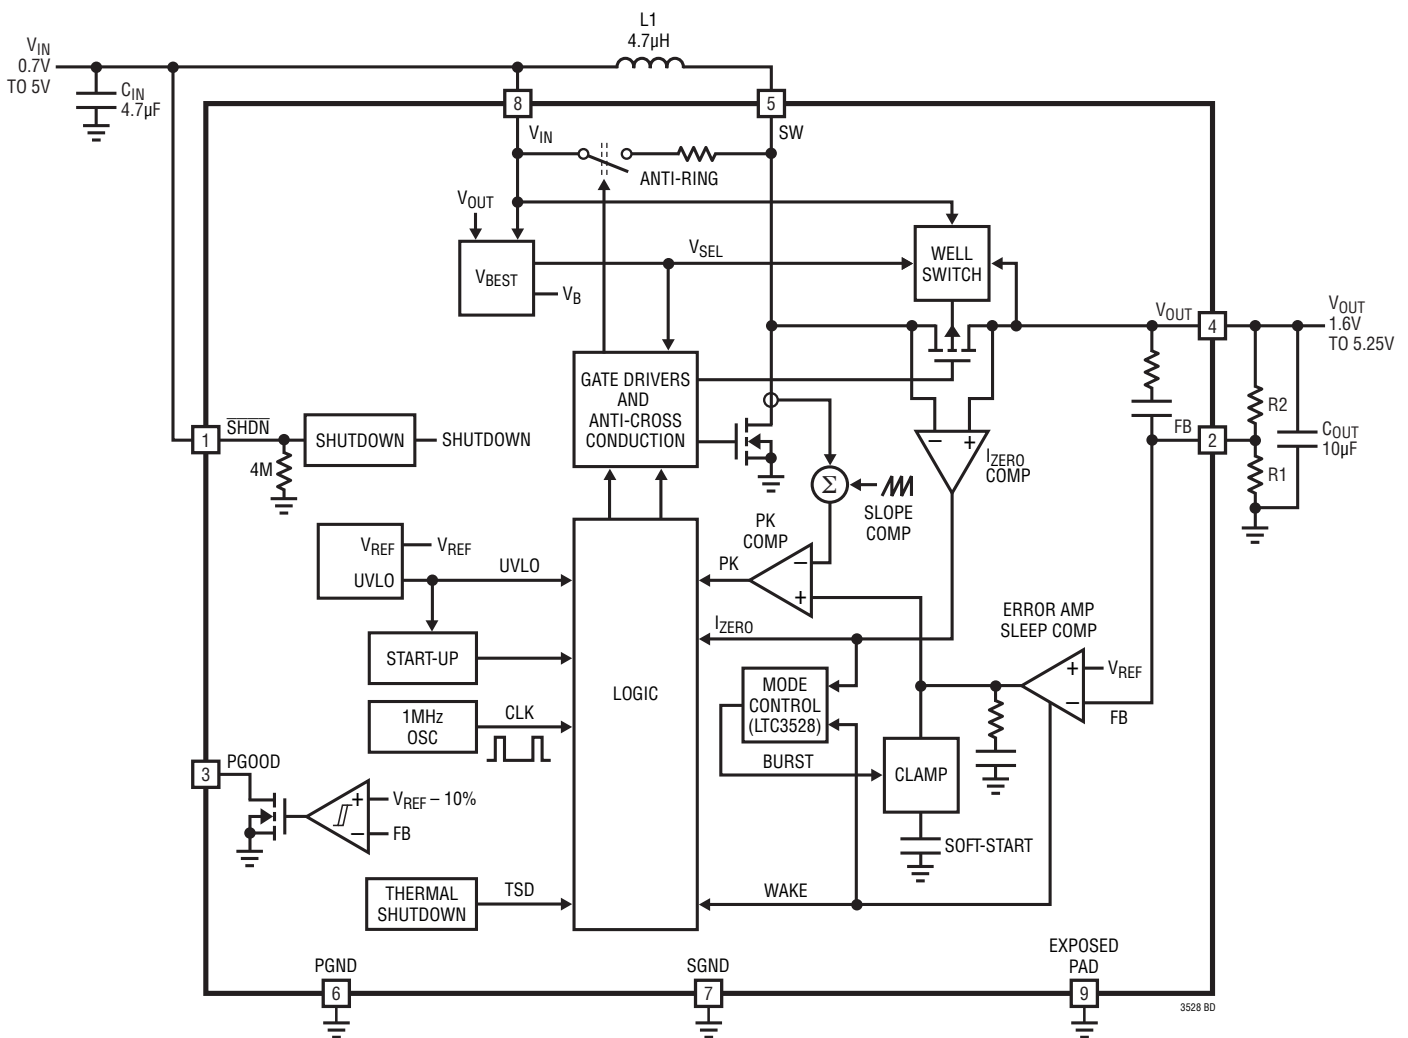 L1
4.7µH
VIN
0.7V
TO 5V
CIN
4.7µF
8
5
VIN
SW
ANTI-RING
VOUT
VSEL
WELL
SWITCH
VBEST
VB
VOUT
4
VOUT
1.6V
TO 5.25V
GATE DRIVERS
AND
ANTI-CROSS
CONDUCTION
R2
1
SHDN
SHUTDOWN
SHUTDOWN
4M
– +
IZERO
COMP
FB
2
COUT
10µF
R1
Σ
SLOPE
COMP
PK
COMP
VREF
VREF
UVLO
UVLO
PK
–
+
ERROR AMP
SLEEP COMP
IZERO
START-UP
LOGIC
MODE
CONTROL
(LTC3528)
+
VREF
–
FB
1MHz
OSC
CLK
BURST
CLAMP
3
PGOOD
+
VREF – 10%
–
FB
SOFT-START
THERMAL
SHUTDOWN
TSD
WAKE
PGND
6
SGND
7
EXPOSED
PAD
9
3528 BD